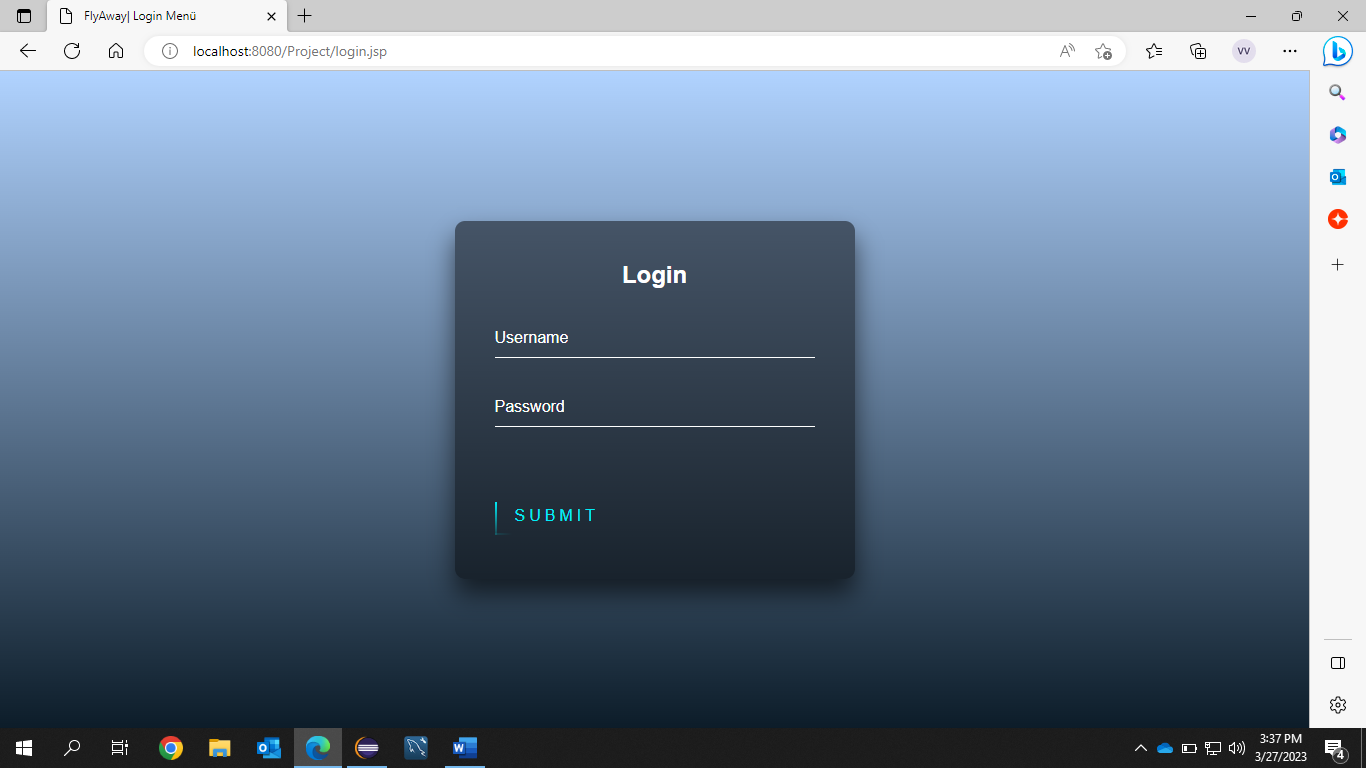 FlyAway| Login Menü
localhost:8080/Project/login.jsp
VV
Login
Username
Password
SUBMIT
3:37 PM
3/27/2023
4